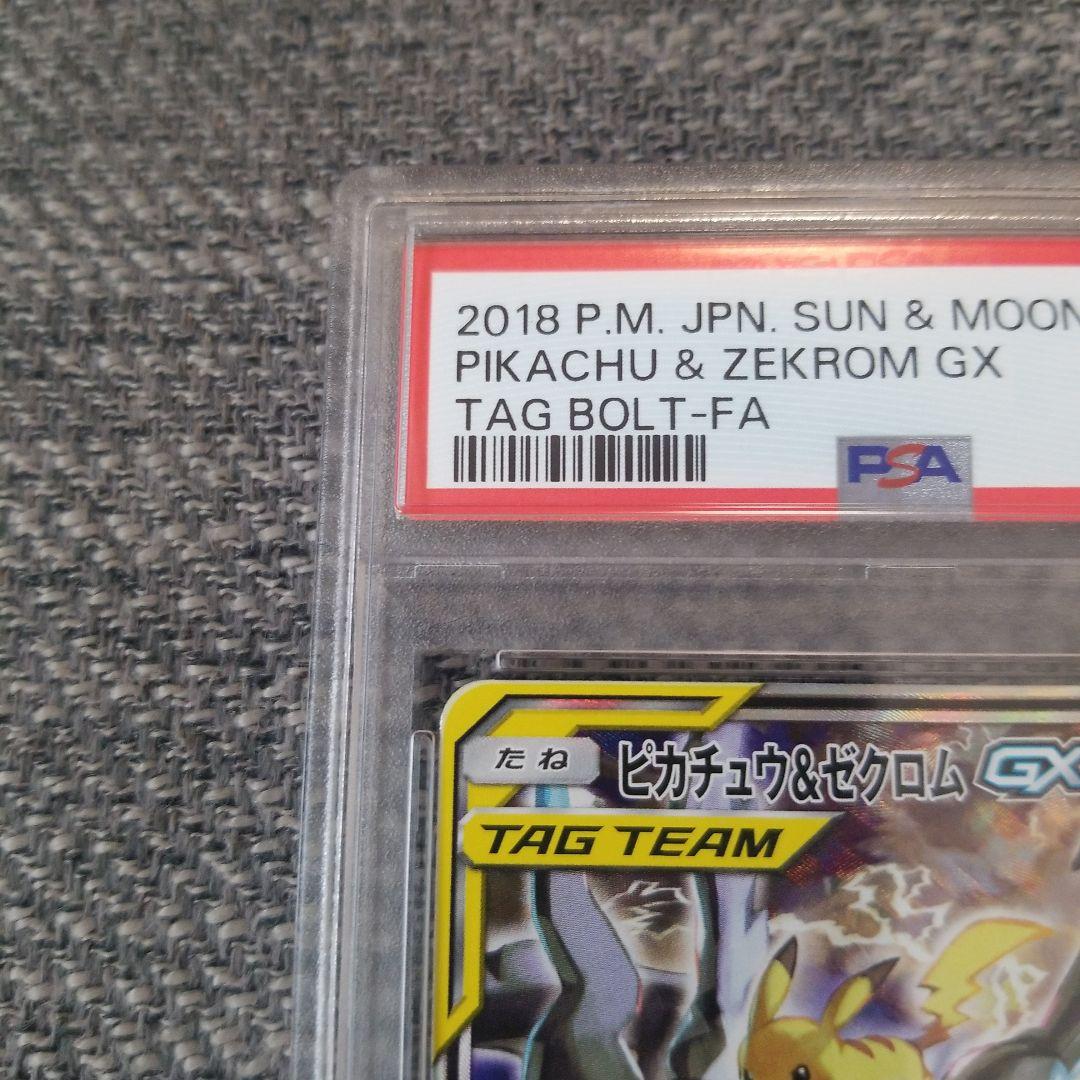 2018 P.M. JPN. SUN & MOON
PIKACHU & ZEKROM GX
TAG BOLT-FA
PSA
たね ピカチュウ&ゼクロム GX
TAG TEAM